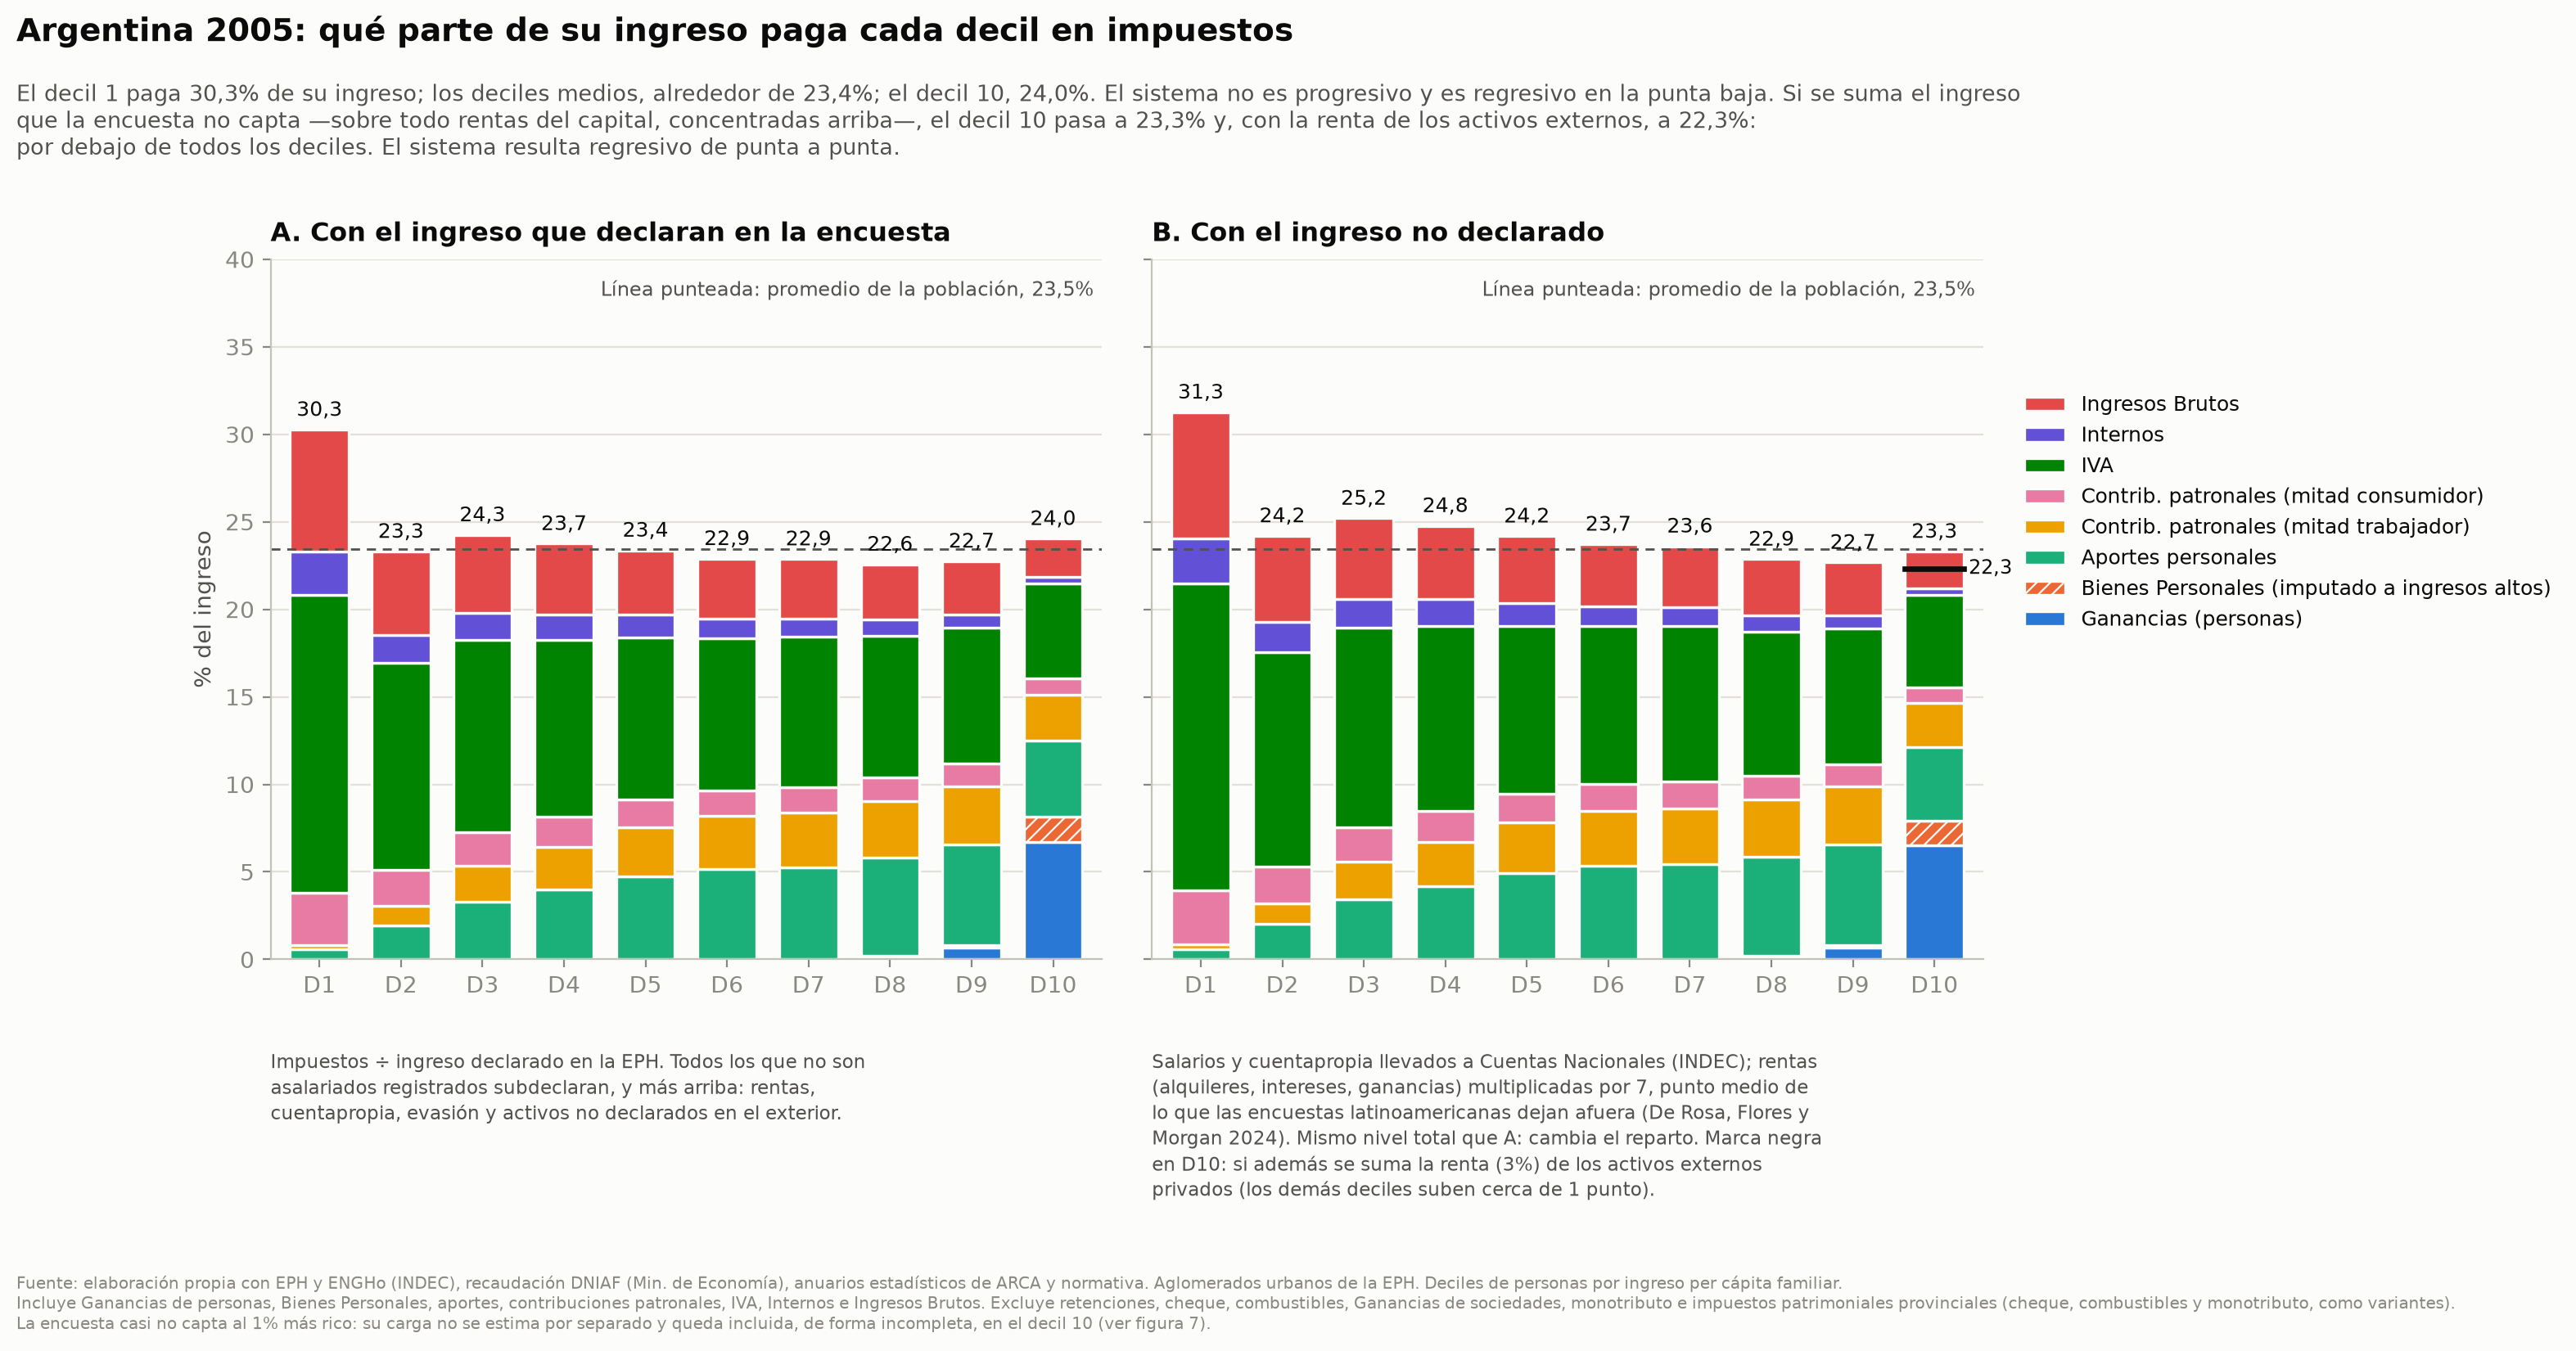 Argentina 2005: qué parte de su ingreso paga cada decil en impuestos
El decil 1 paga 30,3% de su ingreso; los deciles medios, alrededor de 23,4%; el decil 10, 24,0%. El sistema no es progresivo y es regresivo en la punta baja. Si se suma el ingreso
que la encuesta no capta —sobre todo rentas del capital, concentradas arriba—, el decil 10 pasa a 23,3% y, con la renta de los activos externos, a 22,3%:
por debajo de todos los deciles. El sistema resulta regresivo de punta a punta.
A. Con el ingreso que declaran en la encuesta
Línea punteada: promedio de la población, 23,5%
% del ingreso
40
35
30
25
20
15
10
5
0
30,3
23,3
24,3
23,7
23,4
22,9
22,9
22,6
22,7
24,0
D1 D2 D3 D4 D5 D6 D7 D8 D9 D10
Impuestos ÷ ingreso declarado en la EPH. Todos los que no son
asalariados registrados subdeclaran, y más arriba: rentas,
cuentapropia, evasión y activos no declarados en el exterior.
B. Con el ingreso no declarado
Línea punteada: promedio de la población, 23,5%
31,3
24,2
25,2
24,8
24,2
23,7
23,6
22,9
22,7
23,3
22,3
D1 D2 D3 D4 D5 D6 D7 D8 D9 D10
Salarios y cuentapropia llevados a Cuentas Nacionales (INDEC); rentas
(alquileres, intereses, ganancias) multiplicadas por 7, punto medio de
lo que las encuestas latinoamericanas dejan afuera (De Rosa, Flores y
Morgan 2024). Mismo nivel total que A: cambia el reparto. Marca negra
en D10: si además se suma la renta (3%) de los activos externos
privados (los demás deciles suben cerca de 1 punto).
Ingresos Brutos
Internos
IVA
Contrib. patronales (mitad consumidor)
Contrib. patronales (mitad trabajador)
Aportes personales
Bienes Personales (imputado a ingresos altos)
Ganancias (personas)
Fuente: elaboración propia con EPH y ENGHo (INDEC), recaudación DNIAF (Min. de Economía), anuarios estadísticos de ARCA y normativa. Aglomerados urbanos de la EPH. Deciles de personas por ingreso per cápita familiar.
Incluye Ganancias de personas, Bienes Personales, aportes, contribuciones patronales, IVA, Internos e Ingresos Brutos. Excluye retenciones, cheque, combustibles, Ganancias de sociedades, monotributo e impuestos patrimoniales provinciales (cheque, combustibles y monotributo, como variantes).
La encuesta casi no capta al 1% más rico: su carga no se estima por separado y queda incluida, de forma incompleta, en el decil 10 (ver figura 7).